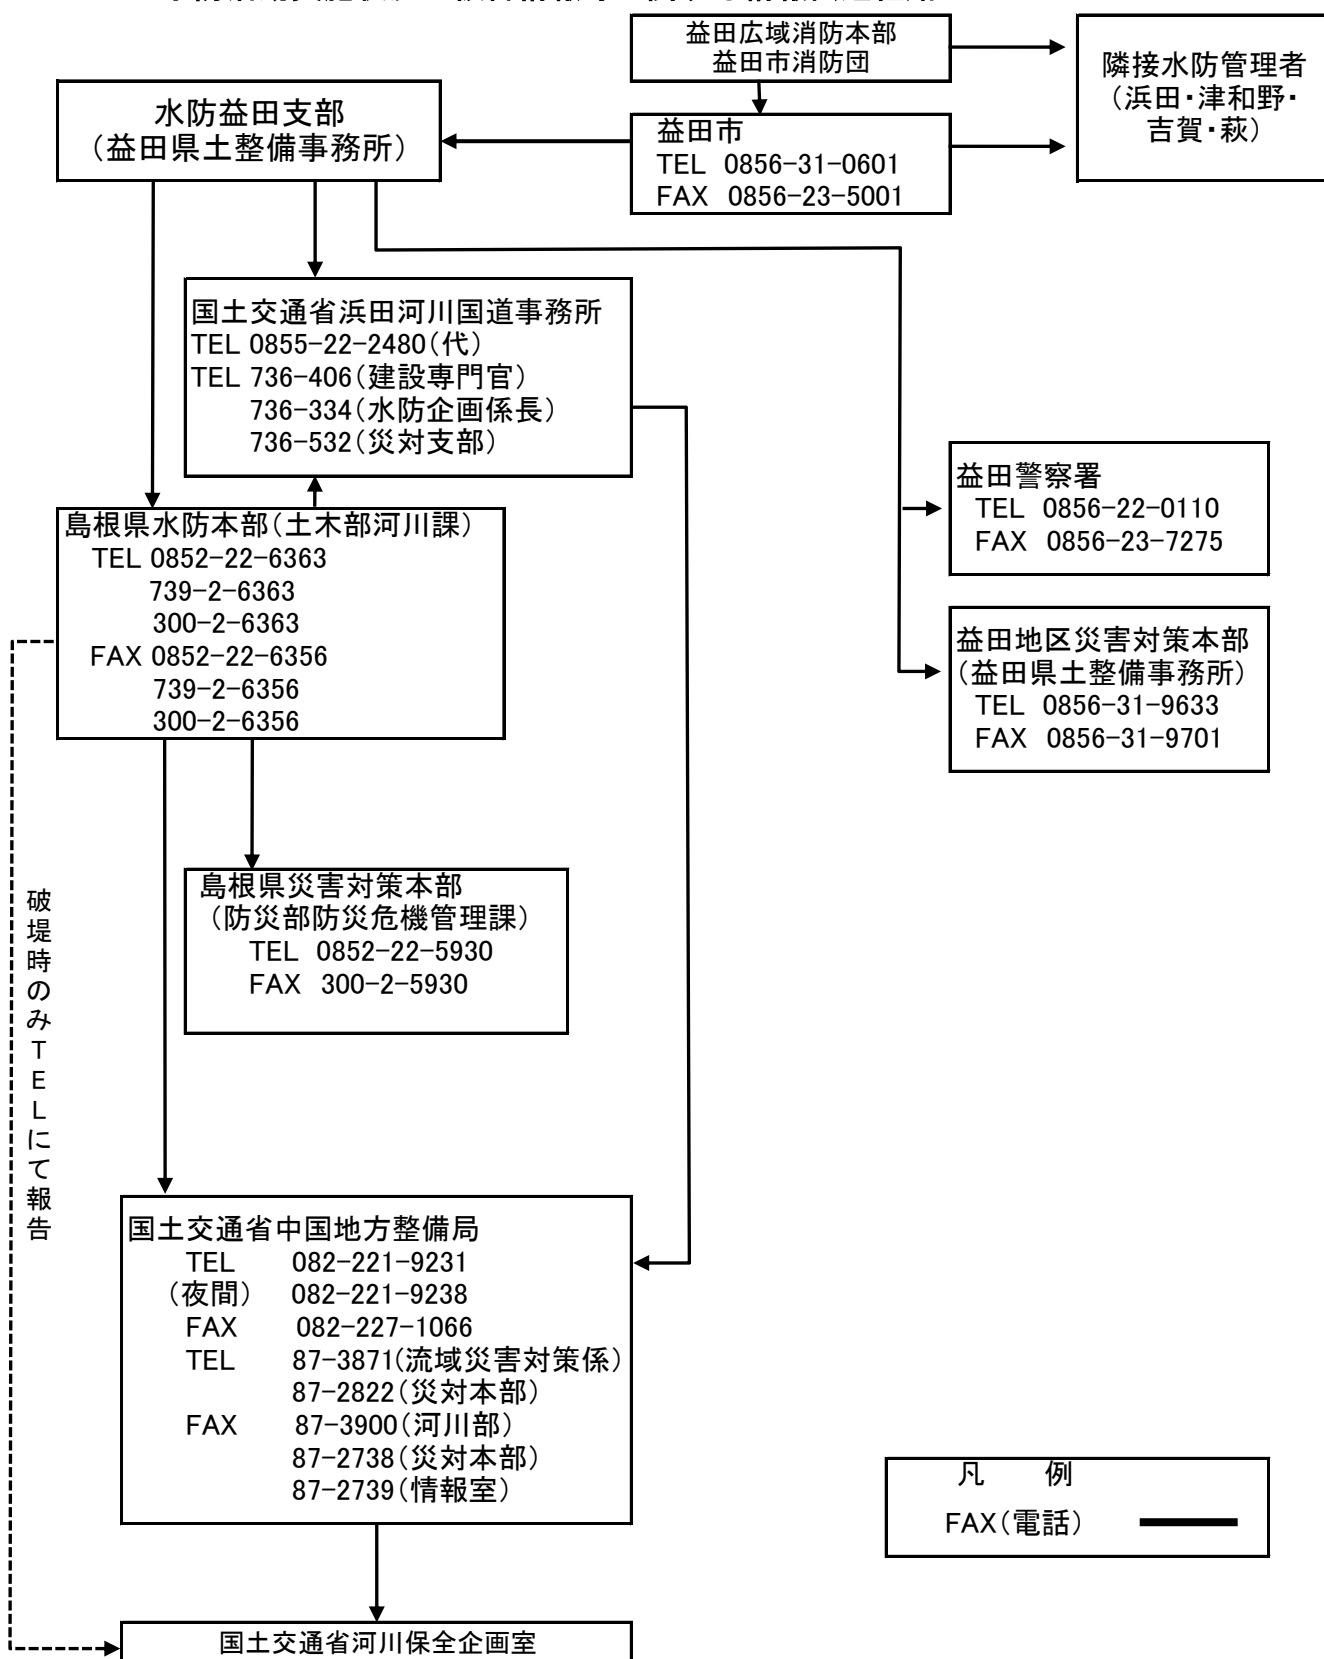 益田広域消防本部
益田市消防団
隣接水防管理者
(浜田・津和野・
吉賀・萩)
水防益田支部
(益田県土整備事務所)
益田市
TEL 0856-31-0601
FAX 0856-23-5001
国土交通省浜田河川国道事務所
TEL 0855-22-2480(代)
TEL 736-406(建設専門官)
736-334(水防企画係長)
736-532(災対支部)
益田警察署
TEL 0856-22-0110
FAX 0856-23-7275
島根県水防本部(土木部河川課)
TEL 0852-22-6363
739-2-6363
300-2-6363
FAX 0852-22-6356
739-2-6356
300-2-6356
益田地区災害対策本部
(益田県土整備事務所)
TEL 0856-31-9633
FAX 0856-31-9701
島根県災害対策本部
(防災部防災危機管理課)
TEL 0852-22-5930
FAX 300-2-5930
破堤時のみTELにて報告
国土交通省中国地方整備局
TEL 082-221-9231
(夜間) 082-221-9238
FAX 082-227-1066
TEL 87-3871(流域災害対策係)
87-2822(災対本部)
FAX 87-3900(河川部)
87-2738(災対本部)
87-2739(情報室)
凡 例
FAX(電話)
国土交通省河川保全企画室